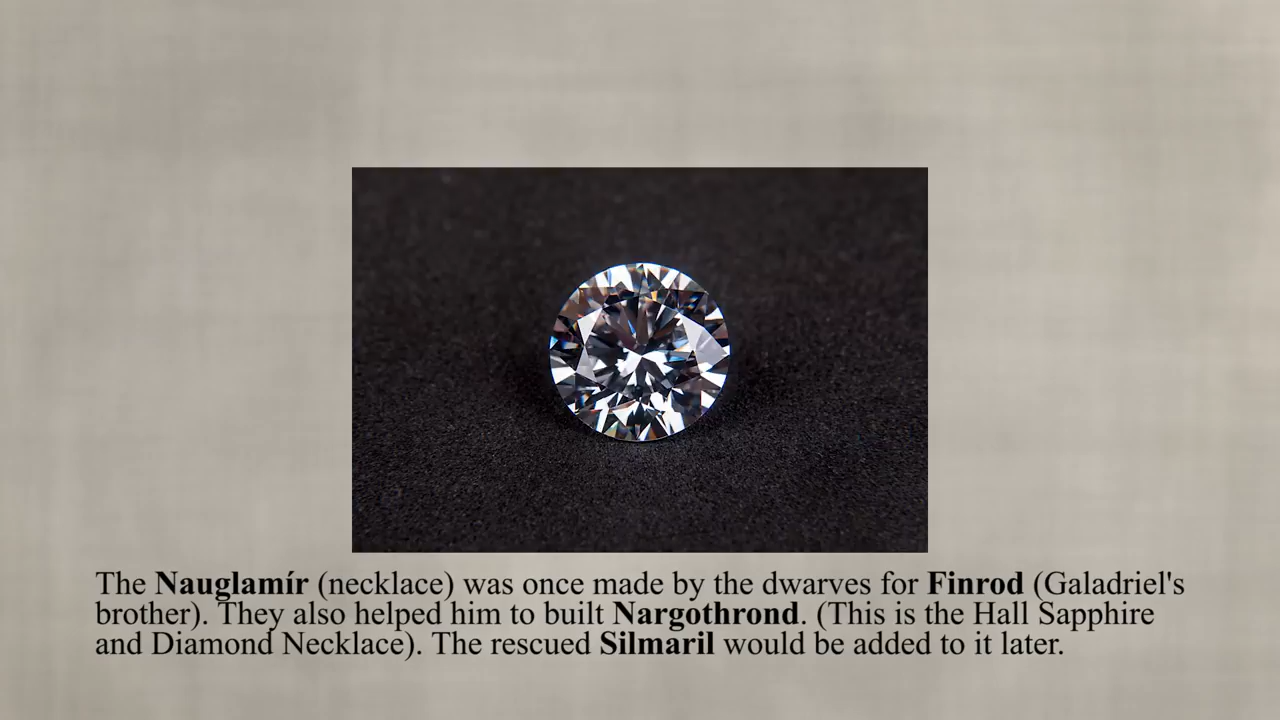 The Nauglamír (necklace) was once made by the dwarves for Finrod (Galadriel's
brother). They also helped him to built Nargothrond. (This is the Hall Sapphire
and Diamond Necklace). The rescued Silmaril would be added to it later.